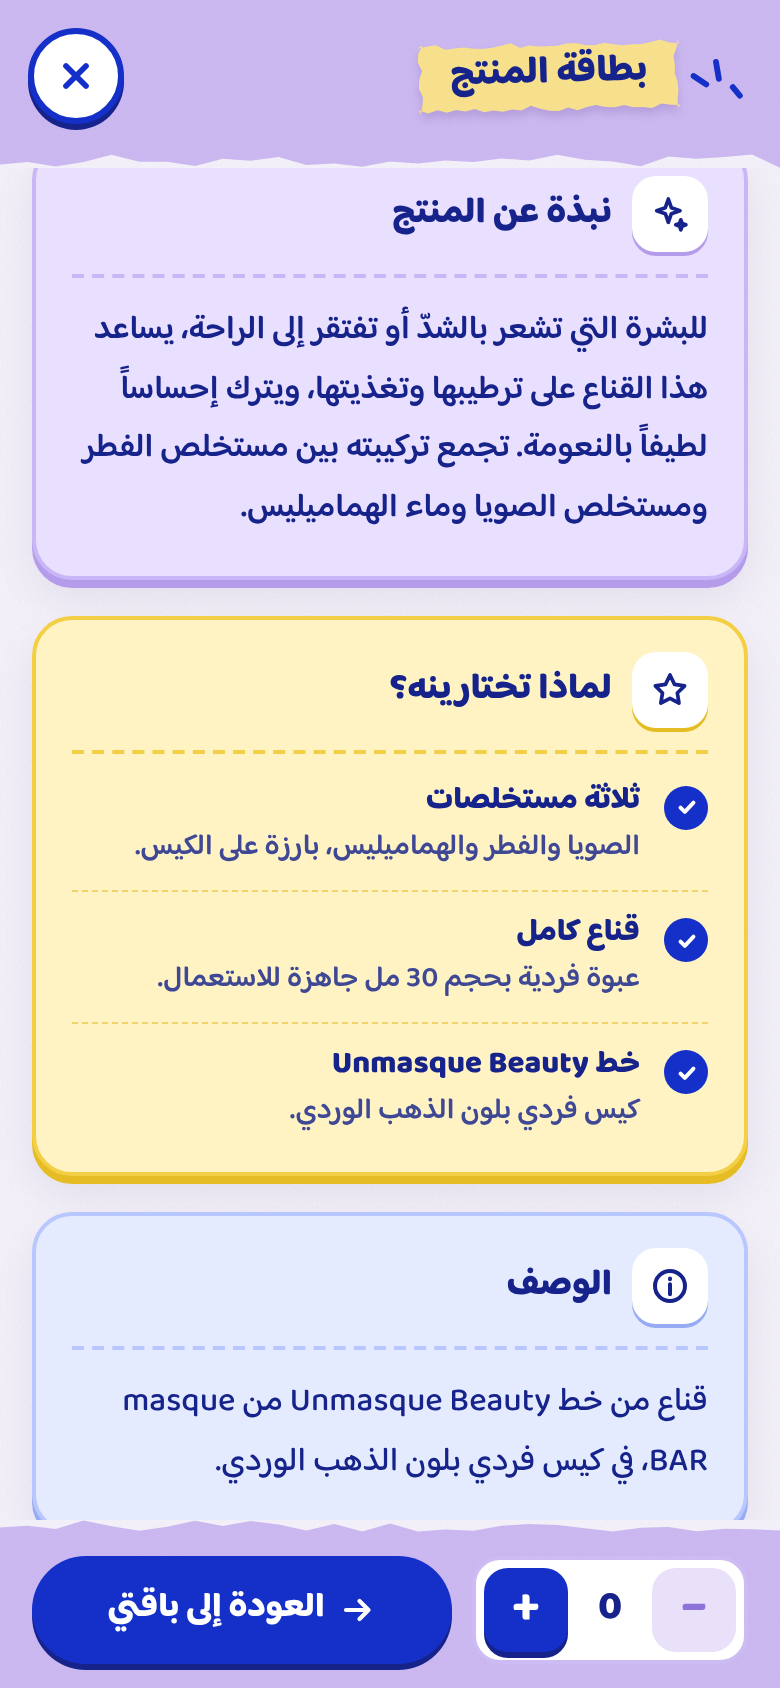 بطاقة المنتج
نبذة عن المنتج
للبشرة التي تشعر بالشدّ أو تفتقر إلى الراحة، يساعد
هذا القناع على ترطيبها وتغذيتها، ويترك إحساساً
لطيفاً بالنعومة. تجمع تركيبته بين مستخلص الفطر
ومستخلص الصويا وماء الهماميليس.
لماذا تختارينه؟
ثلاثة مستخلصات
الصويا والفطر والهماميليس، بارزة على الكيس.
قناع كامل
عبوة فردية بحجم 30 مل جاهزة للاستعمال.
خط Unmasque Beauty
كيس فردي بلون الذهب الوردي.
الوصف
قناع من خط Unmasque Beauty من masque
BAR، في كيس فردي بلون الذهب الوردي.
− 0 +
→ العودة إلى باقتي